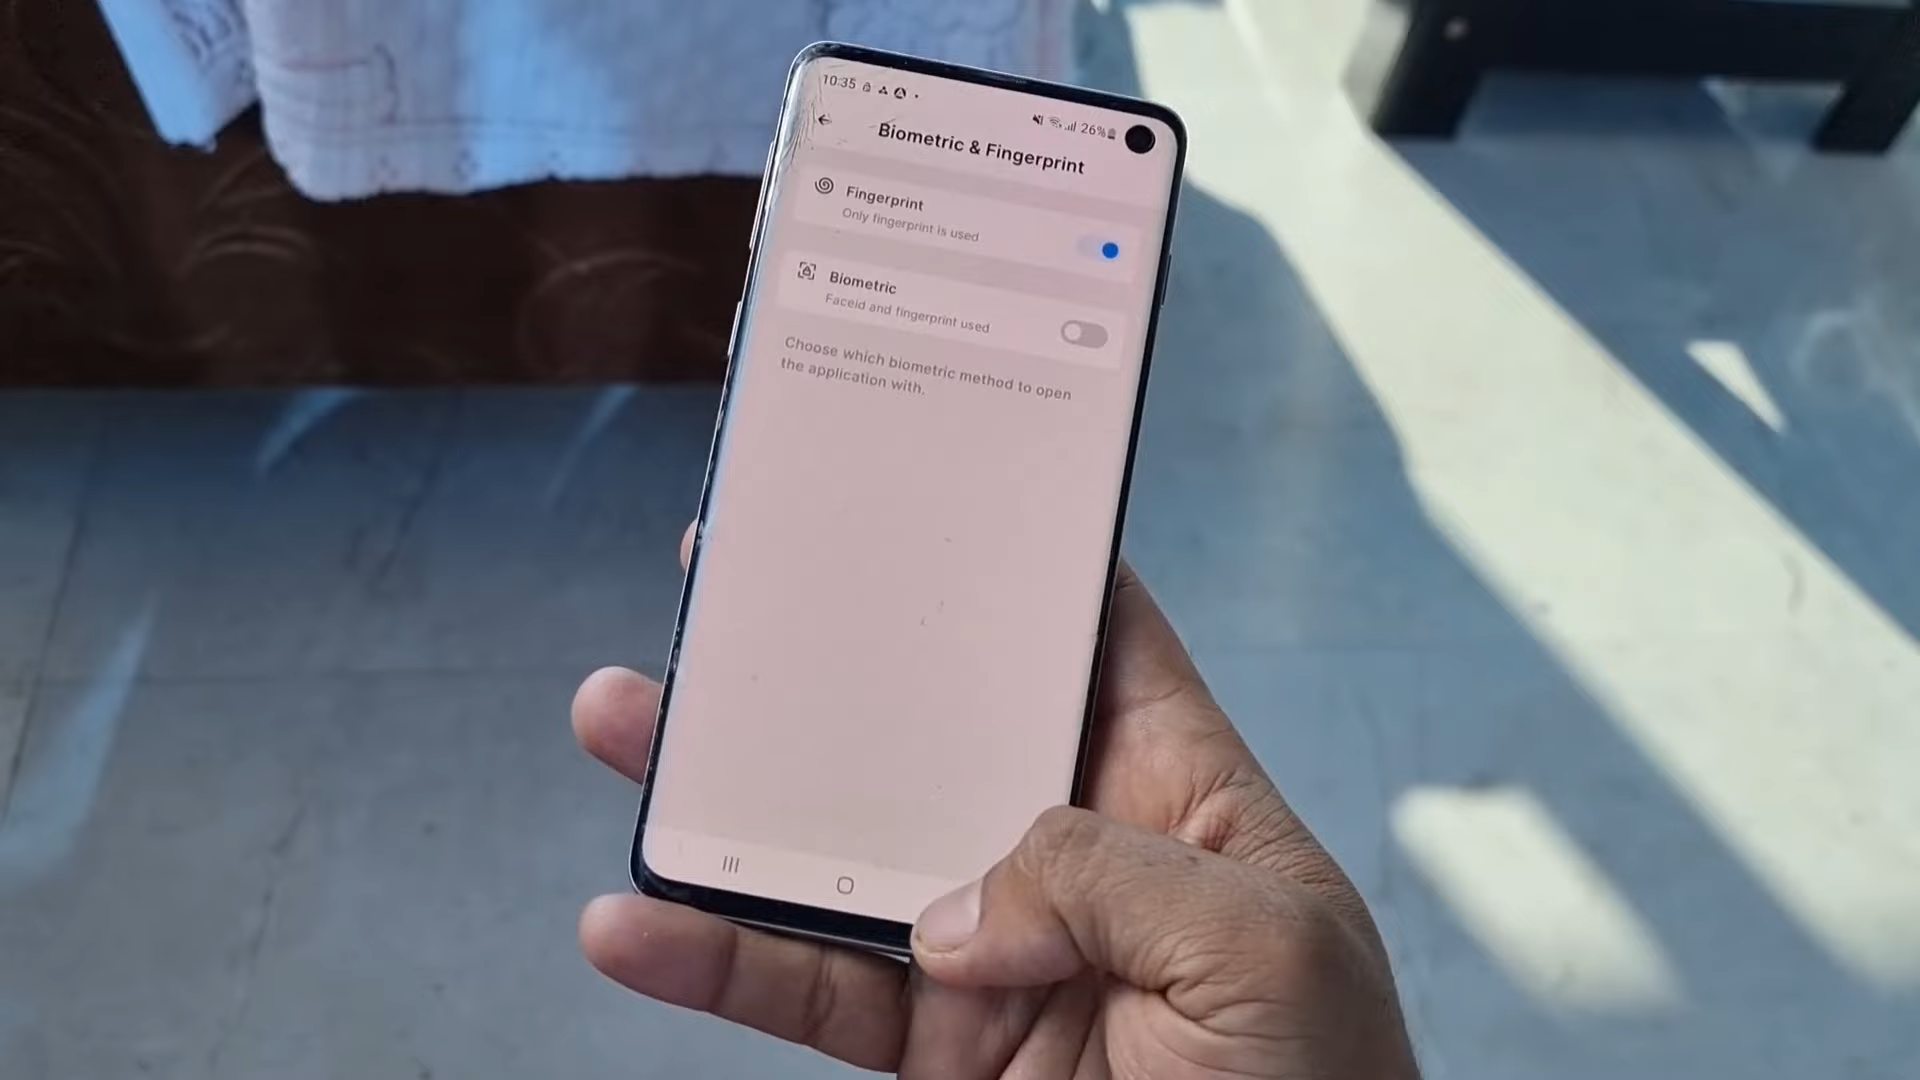 10:35
26%
Biometric & Fingerprint
Fingerprint
Only fingerprint is used
Biometric
Faceid and fingerprint used
Choose which biometric method to open
the application with.